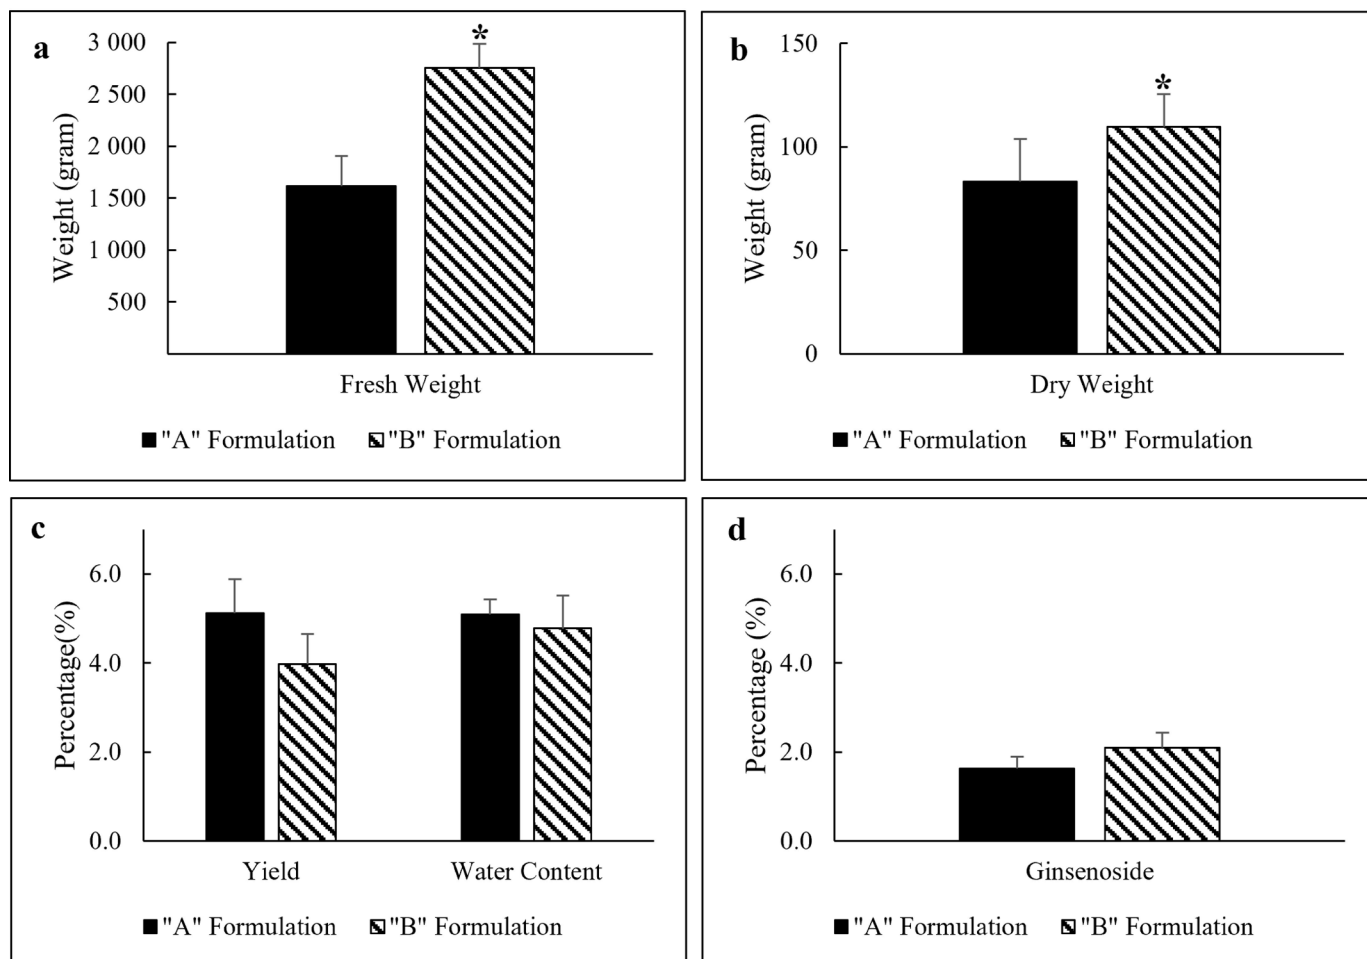 a
*
3 000
2 500
2 000
1 500
1 000
500
Weight (gram)
Fresh Weight
"A" Formulation "B" Formulation
b
*
150
100
50
0
Weight (gram)
Dry Weight
"A" Formulation "B" Formulation
c
6.0
4.0
2.0
0.0
Percentage(%)
Yield Water Content
"A" Formulation "B" Formulation
d
6.0
4.0
2.0
0.0
Percentage (%)
Ginsenoside
"A" Formulation "B" Formulation